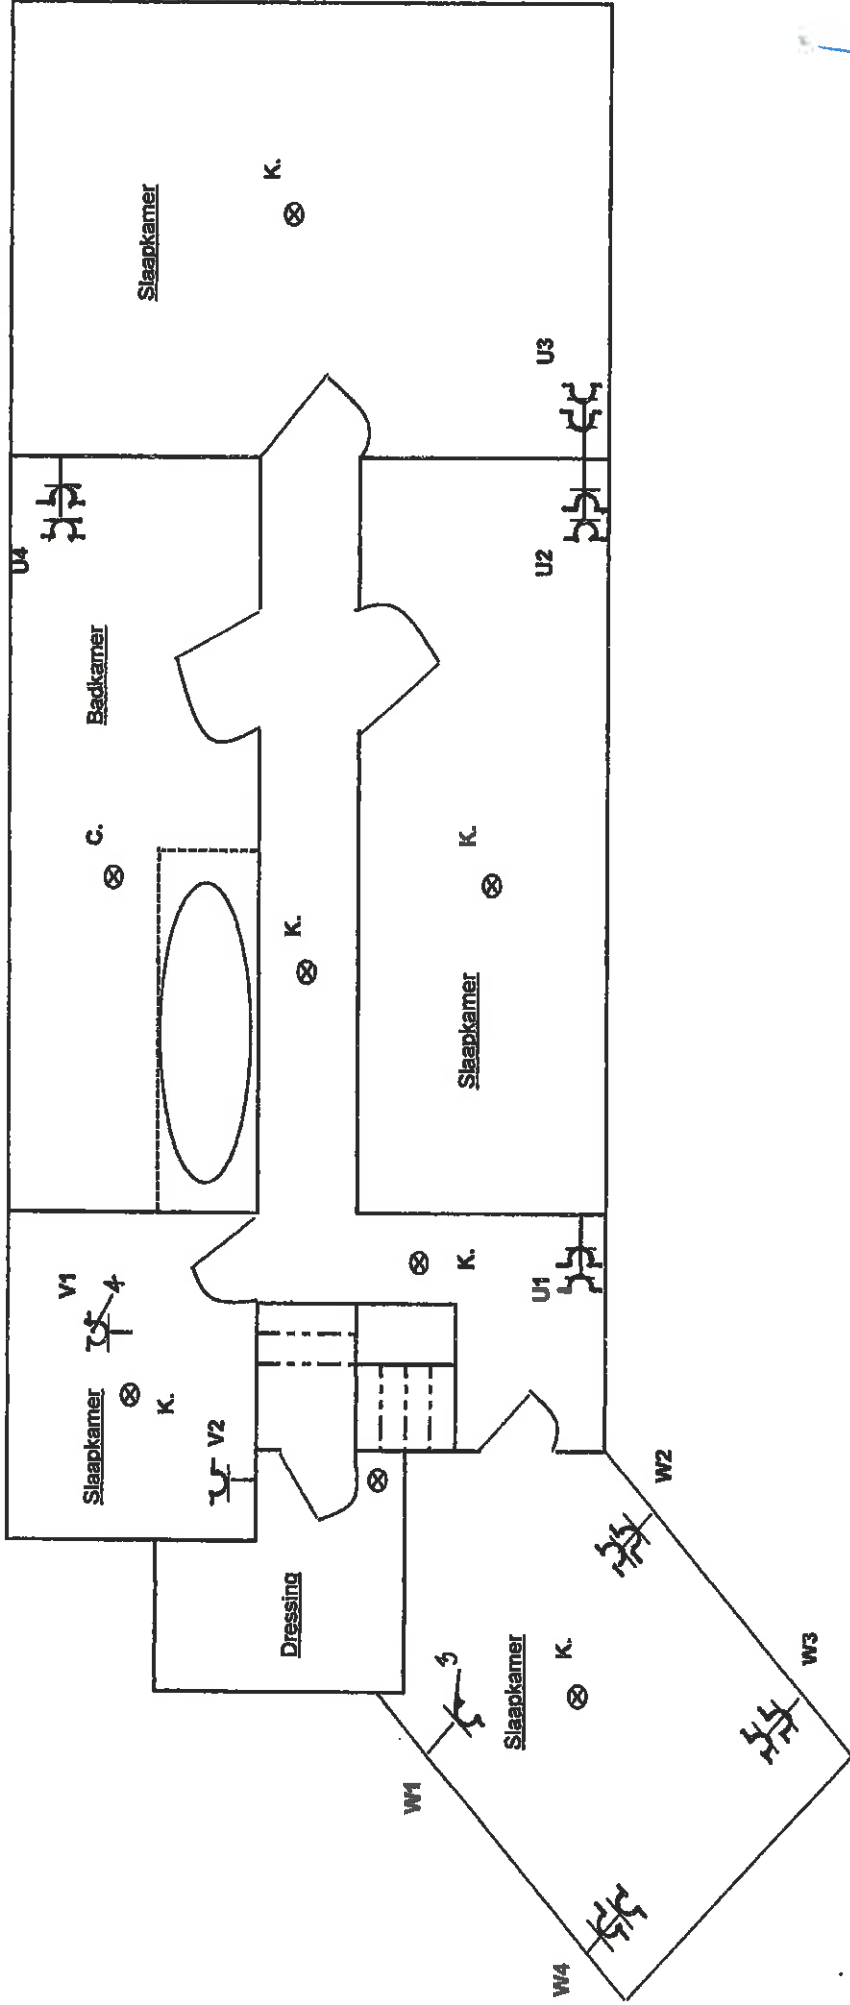 Slaapkamer
K.
U3
U4
U2
Badkamer
C.
K.
K.
Slaapkamer
V1
4
K.
U1
Slaapkamer
K.
V2
W2
Dressing
3
Slaapkamer
K.
W3
W1
W4